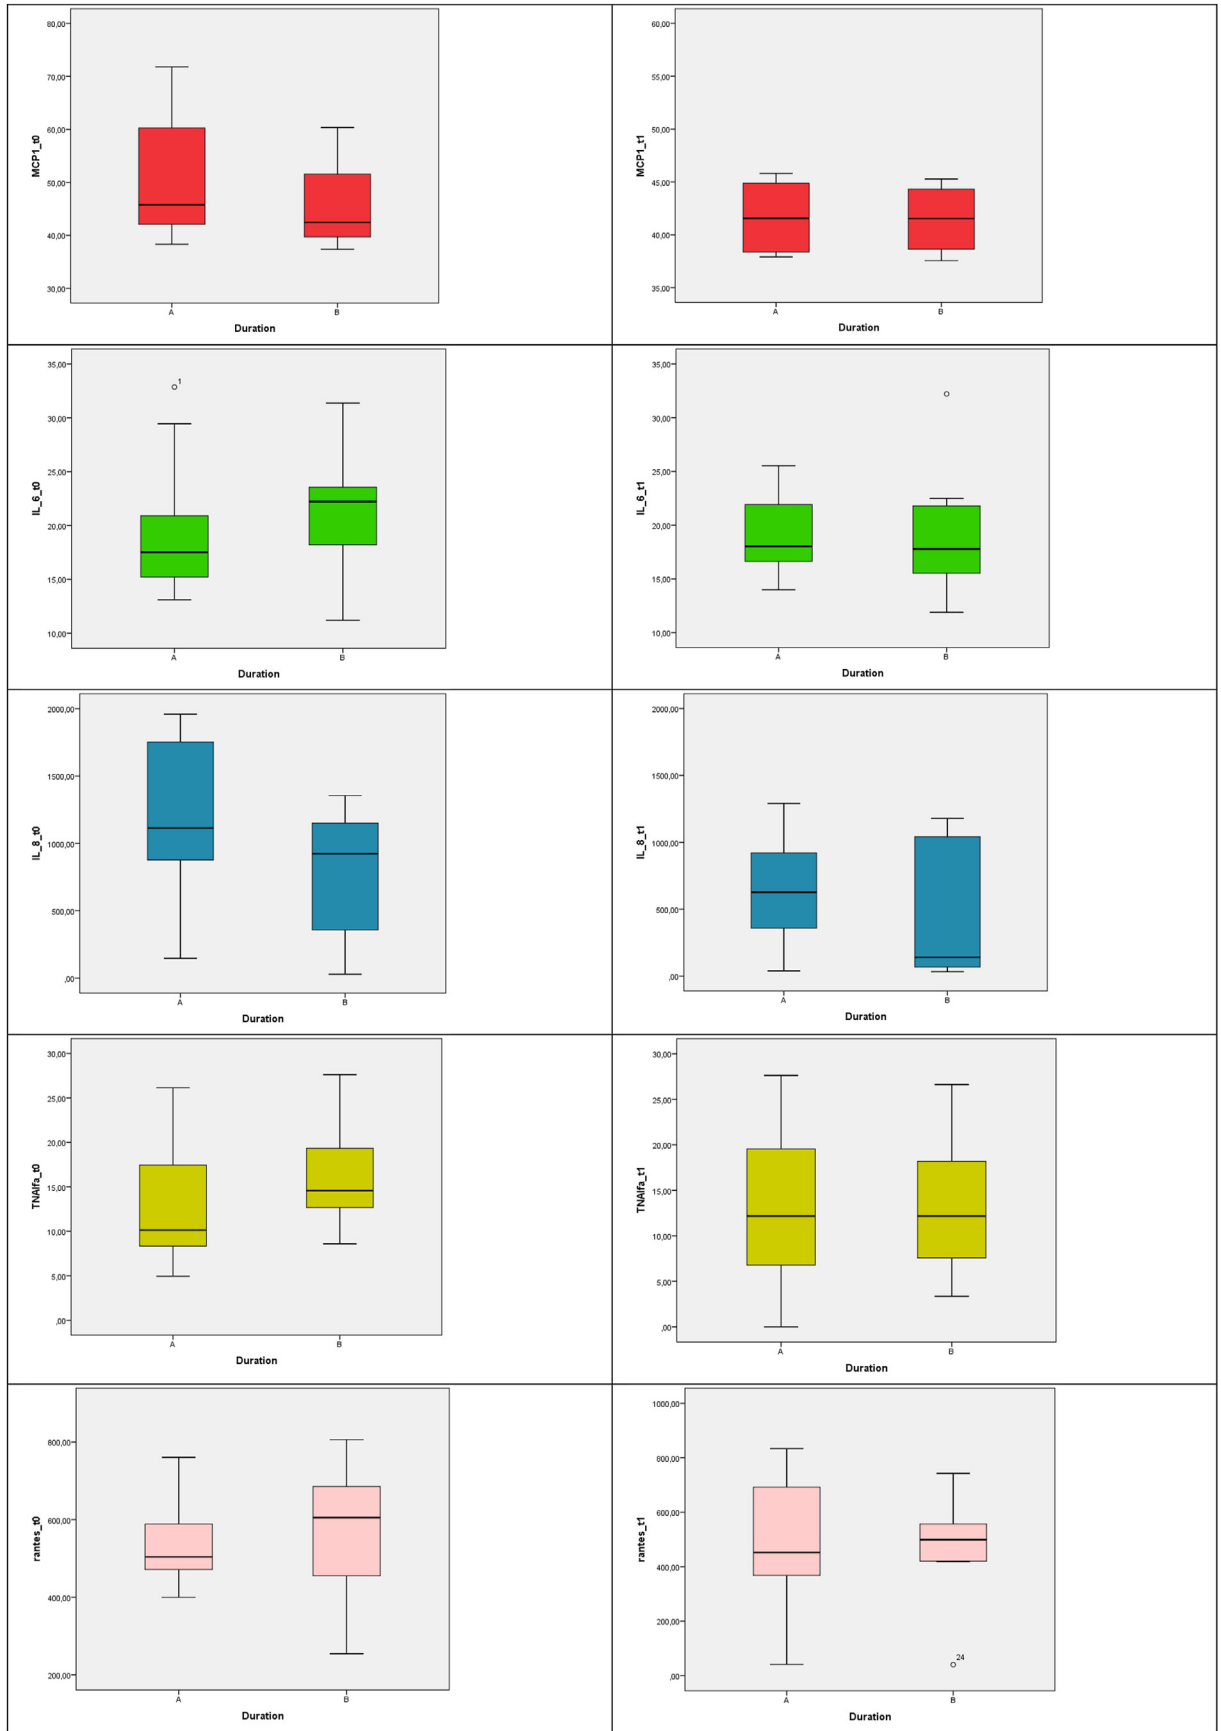 80,00
70,00
60,00
50,00
40,00
30,00
MCP1_t0
A B
Duration
60,00
55,00
50,00
45,00
40,00
35,00
MCP1_t1
A B
Duration
35,00
30,00
25,00
20,00
15,00
10,00
IL_6_t0
1
A B
Duration
35,00
30,00
25,00
20,00
15,00
10,00
IL_6_t1
A B
Duration
2000,00
1500,00
1000,00
500,00
,00
IL_8_t0
A B
Duration
2000,00
1500,00
1000,00
500,00
,00
IL_8_t1
A B
Duration
30,00
25,00
20,00
15,00
10,00
5,00
,00
TNAlfa_t0
A B
Duration
30,00
25,00
20,00
15,00
10,00
5,00
,00
TNAlfa_t1
A B
Duration
800,00
600,00
400,00
200,00
rantes_t0
A B
Duration
1000,00
800,00
600,00
400,00
200,00
,00
rantes_t1
24
A B
Duration